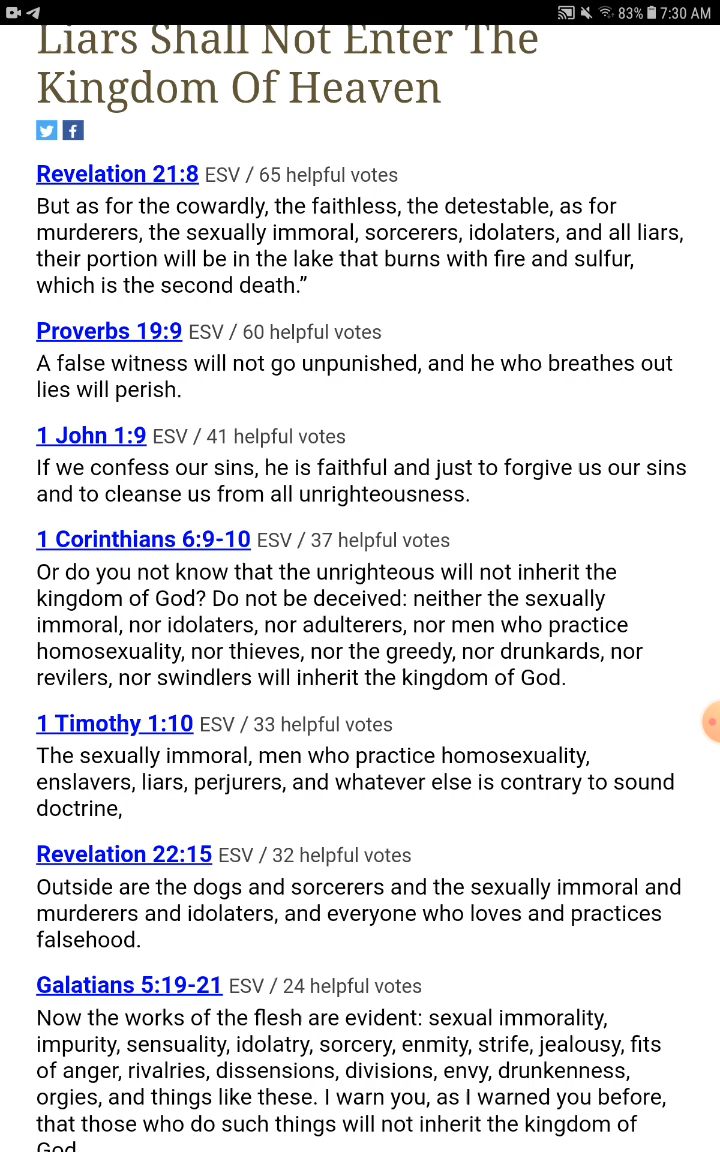 83% 7:30 AM
Liars Shall Not Enter The
Kingdom Of Heaven
Revelation 21:8 ESV / 65 helpful votes
But as for the cowardly, the faithless, the detestable, as for
murderers, the sexually immoral, sorcerers, idolaters, and all liars,
their portion will be in the lake that burns with fire and sulfur,
which is the second death.”
Proverbs 19:9 ESV / 60 helpful votes
A false witness will not go unpunished, and he who breathes out
lies will perish.
1 John 1:9 ESV / 41 helpful votes
If we confess our sins, he is faithful and just to forgive us our sins
and to cleanse us from all unrighteousness.
1 Corinthians 6:9-10 ESV / 37 helpful votes
Or do you not know that the unrighteous will not inherit the
kingdom of God? Do not be deceived: neither the sexually
immoral, nor idolaters, nor adulterers, nor men who practice
homosexuality, nor thieves, nor the greedy, nor drunkards, nor
revilers, nor swindlers will inherit the kingdom of God.
1 Timothy 1:10 ESV / 33 helpful votes
The sexually immoral, men who practice homosexuality,
enslavers, liars, perjurers, and whatever else is contrary to sound
doctrine,
Revelation 22:15 ESV / 32 helpful votes
Outside are the dogs and sorcerers and the sexually immoral and
murderers and idolaters, and everyone who loves and practices
falsehood.
Galatians 5:19-21 ESV / 24 helpful votes
Now the works of the flesh are evident: sexual immorality,
impurity, sensuality, idolatry, sorcery, enmity, strife, jealousy, fits
of anger, rivalries, dissensions, divisions, envy, drunkenness,
orgies, and things like these. I warn you, as I warned you before,
that those who do such things will not inherit the kingdom of
God